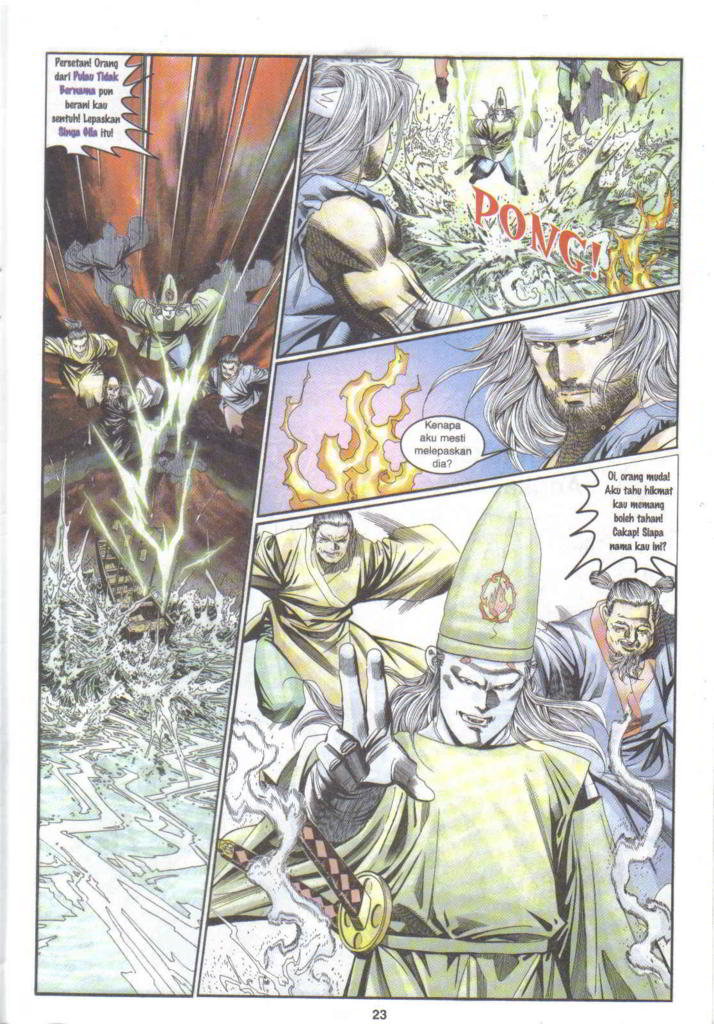 Persetan! Orang
dari Pulau Tidak
Bernama pun
berani kau
sentuh! Lepaskan
Singa Gila itu!
PONG!
Kenapa
aku mesti
melepaskan
dia?
Oi, orang muda!
Aku tahu hikmat
kau memang
boleh tahan!
Cakap! Siapa
nama kau ini?
23